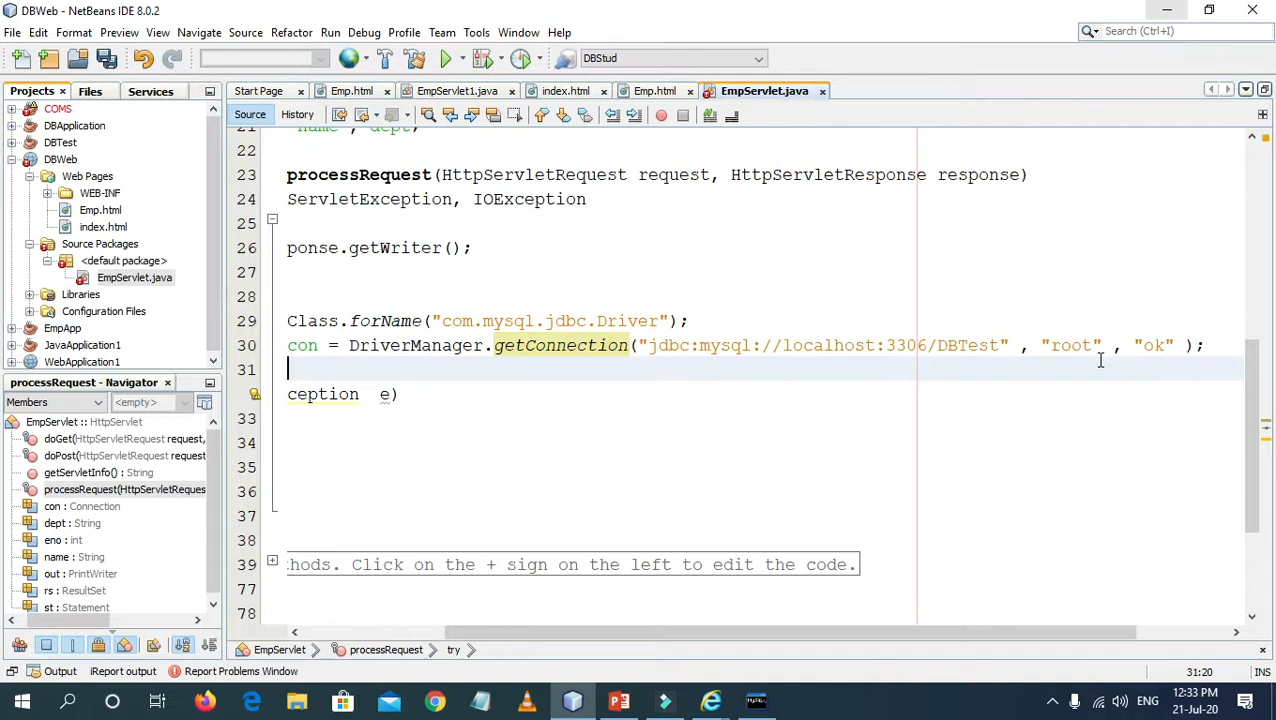 DBWeb - NetBeans IDE 8.0.2
File Edit Format Preview View Navigate Source Refactor Run Debug Profile Team Tools Window Help
Search (Ctrl+I)
DBStud
Projects Files Services
Start Page Emp.html EmpServlet1.java index.html Emp.html EmpServlet.java
Source History
COMS
DBApplication
DBTest
DBWeb
Web Pages
WEB-INF
Emp.html
index.html
Source Packages
<default package>
EmpServlet.java
Libraries
Configuration Files
EmpApp
JavaApplication1
WebApplication1
21 name , dept;
22
23 processRequest(HttpServletRequest request, HttpServletResponse response)
24 ServletException, IOException
25
26 ponse.getWriter();
27
28
29 Class.forName("com.mysql.jdbc.Driver");
30 con = DriverManager.getConnection("jdbc:mysql://localhost:3306/DBTest" , "root" , "ok" );
31
ception e)
33
34
35
36
37
38
39 hods. Click on the + sign on the left to edit the code.
77
78
processRequest - Navigator
Members <empty>
EmpServlet :: HttpServlet
doGet(HttpServletRequest request,
doPost(HttpServletRequest request
getServletInfo() : String
processRequest(HttpServletReques
con : Connection
dept : String
eno : int
name : String
out : PrintWriter
rs : ResultSet
st : Statement
EmpServlet processRequest try
Output iReport output Report Problems Window
31:20 INS
ENG
12:33 PM
21-Jul-20